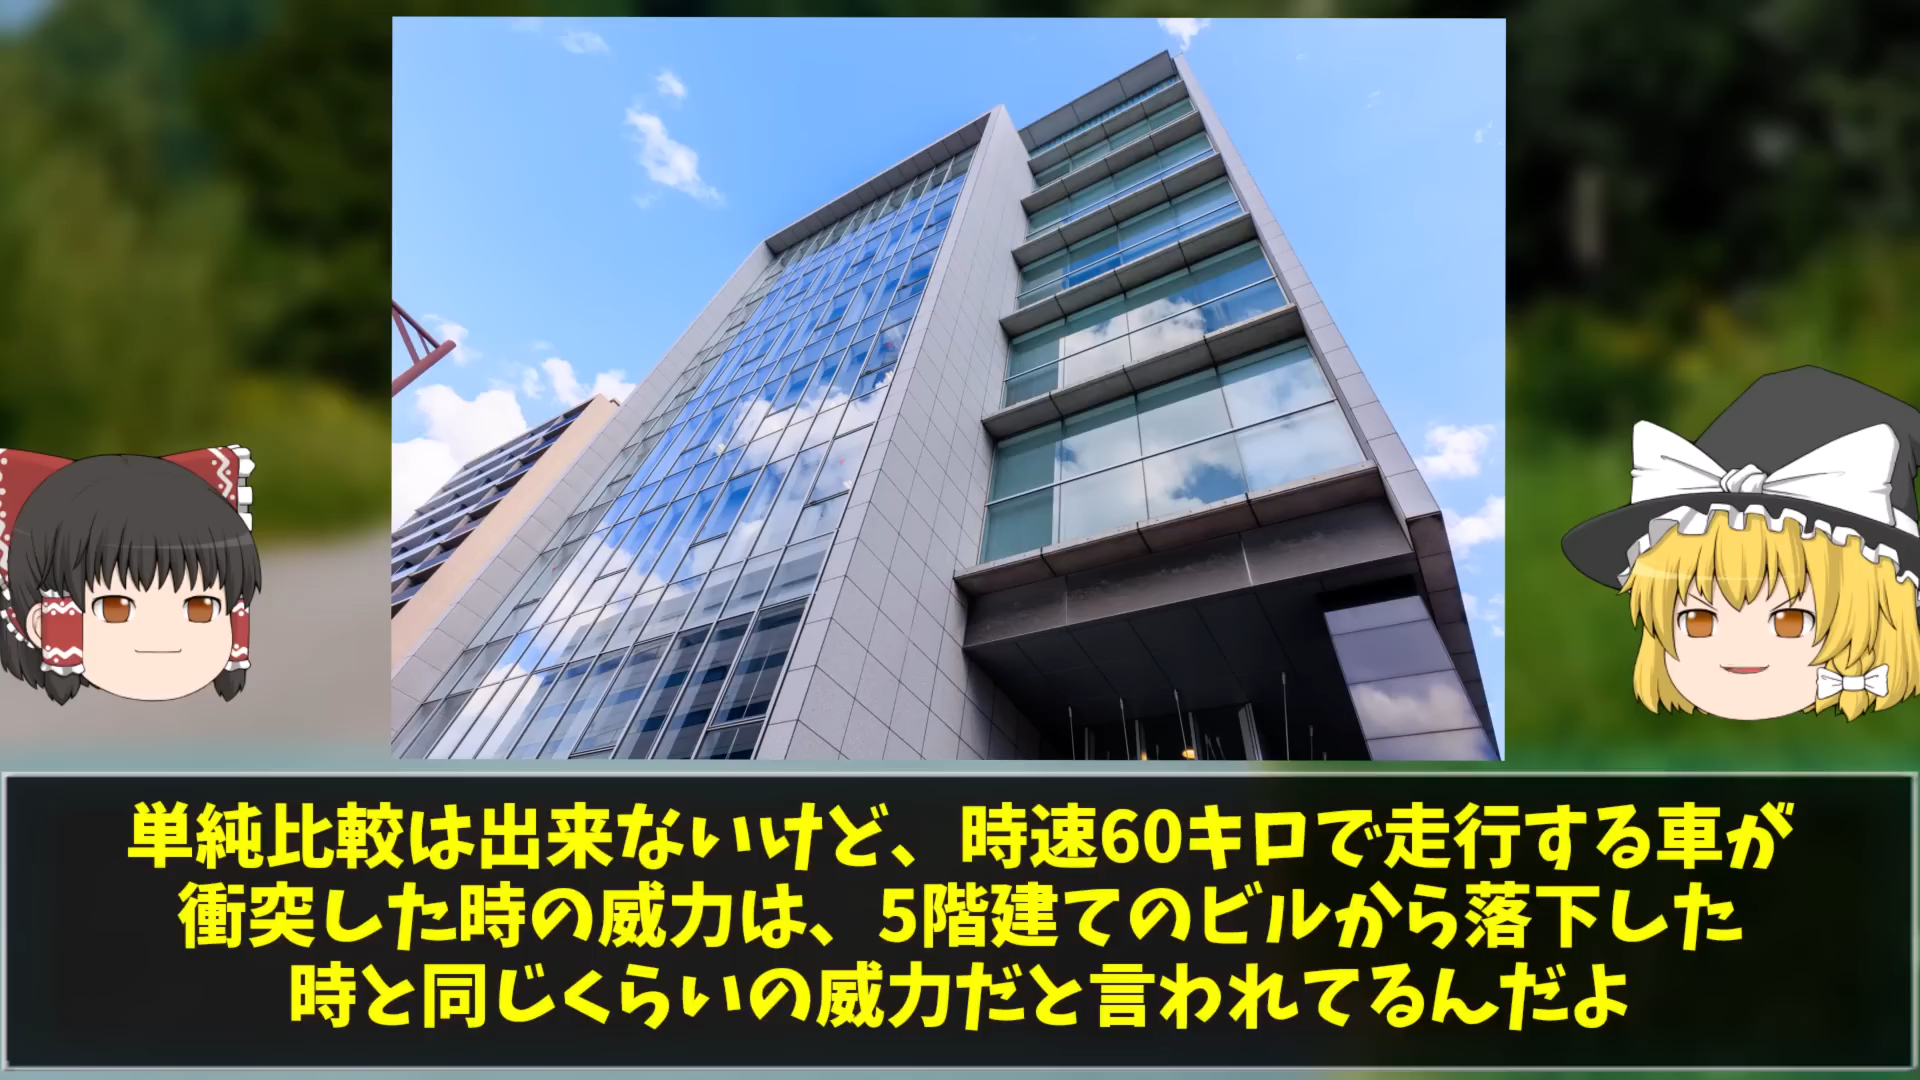 単純比較は出来ないけど、時速60キロで走行する車が
衝突した時の威力は、5階建てのビルから落下した
時と同じくらいの威力だと言われてるんだよ